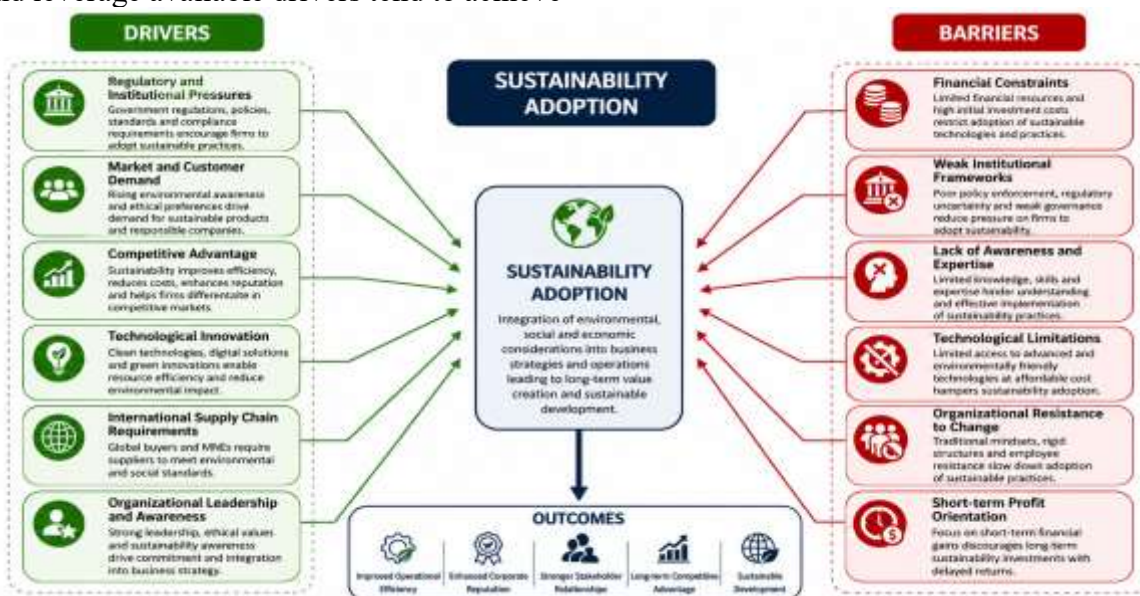 and leverage available drivers tend to achieve
DRIVERS
Regulatory and
Institutional Pressures
Government regulations, policies,
standards and compliance
requirements encourage firms to
adopt sustainable practices.
Market and Customer
Demand
Rising environmental awareness
and ethical preferences drive
demand for sustainable products
and responsible companies.
Competitive Advantage
Sustainability improves efficiency,
reduces costs, enhances reputation
and helps firms differentiate in
competitive markets.
Technological Innovation
Clean technologies, digital solutions
and green innovations enable
resource efficiency and reduce
environmental impact.
International Supply Chain
Requirements
Global buyers and MNEs require
suppliers to meet environmental
and social standards.
Organizational Leadership
and Awareness
Strong leadership, ethical values
and sustainability awareness
drive commitment and integration
into business strategy.
SUSTAINABILITY
ADOPTION
SUSTAINABILITY
ADOPTION
Integration of environmental,
social and economic
considerations into business
strategies and operations
leading to long-term value
creation and sustainable
development.
OUTCOMES
Improved Operational
Efficiency
Enhanced Corporate
Reputation
Stronger Stakeholder
Relationships
Long-term Competitive
Advantage
Sustainable
Development
BARRIERS
Financial Constraints
Limited financial resources and
high initial investment costs
restrict adoption of sustainable
technologies and practices.
Weak Institutional
Frameworks
Poor policy enforcement, regulatory
uncertainty and weak governance
reduce pressure on firms to
adopt sustainability.
Lack of Awareness and
Expertise
Limited knowledge, skills and
expertise hinder understanding
and effective implementation
of sustainability practices.
Technological Limitations
Limited access to advanced and
environmentally friendly
technologies at affordable cost
hampers sustainability adoption.
Organizational Resistance
to Change
Traditional mindsets, rigid
structures and employee
resistance slow down adoption
of sustainable practices.
Short-term Profit
Orientation
Focus on short-term financial
gains discourages long-term
sustainability investments with
delayed returns.